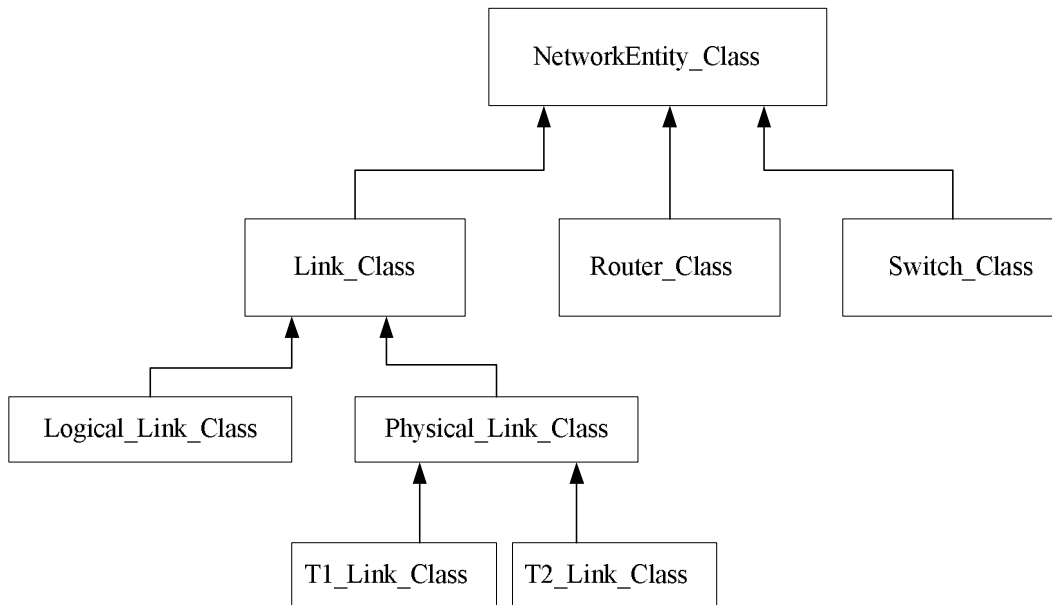 NetworkEntity_Class
Link_Class
Router_Class
Switch_Class
Logical_Link_Class
Physical_Link_Class
T1_Link_Class
T2_Link_Class